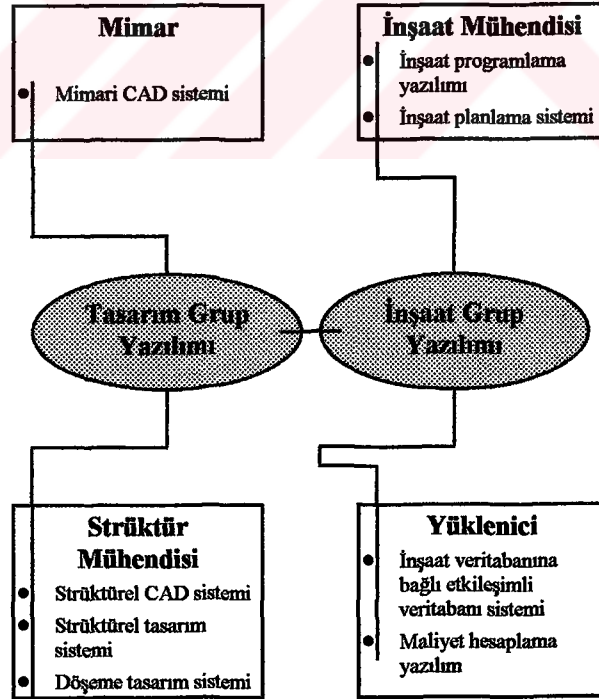 Mimar
• Mimari CAD sistemi
İnşaat Mühendisi
• İnşaat programlama
yazılımı
• İnşaat planlama sistemi
Tasarım Grup
Yazılımı
İnşaat Grup
Yazılımı
Strüktür
Mühendisi
• Strüktürel CAD sistemi
• Strüktürel tasarım
sistemi
• Döşeme tasarım sistemi
Yüklenici
• İnşaat veritabanına
bağlı etkileşimli
veritabanı sistemi
• Maliyet hesaplama
yazılım